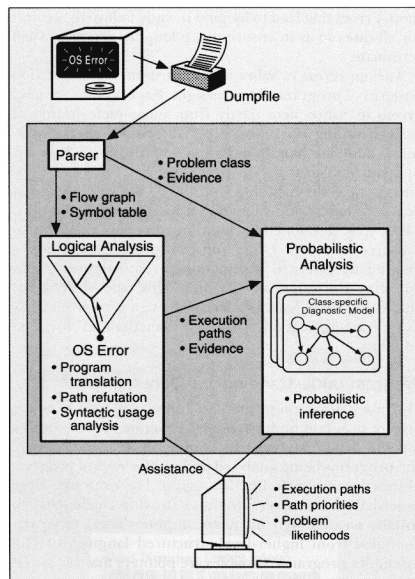 OS Error
Dumpfile
Parser
• Problem class
• Evidence
• Flow graph
• Symbol table
Logical Analysis
OS Error
• Program
translation
• Path refutation
• Syntactic usage
analysis
• Execution
paths
• Evidence
Probabilistic
Analysis
Class-specific
Diagnostic Model
• Probabilistic
inference
Assistance
• Execution paths
• Path priorities
• Problem
likelihoods